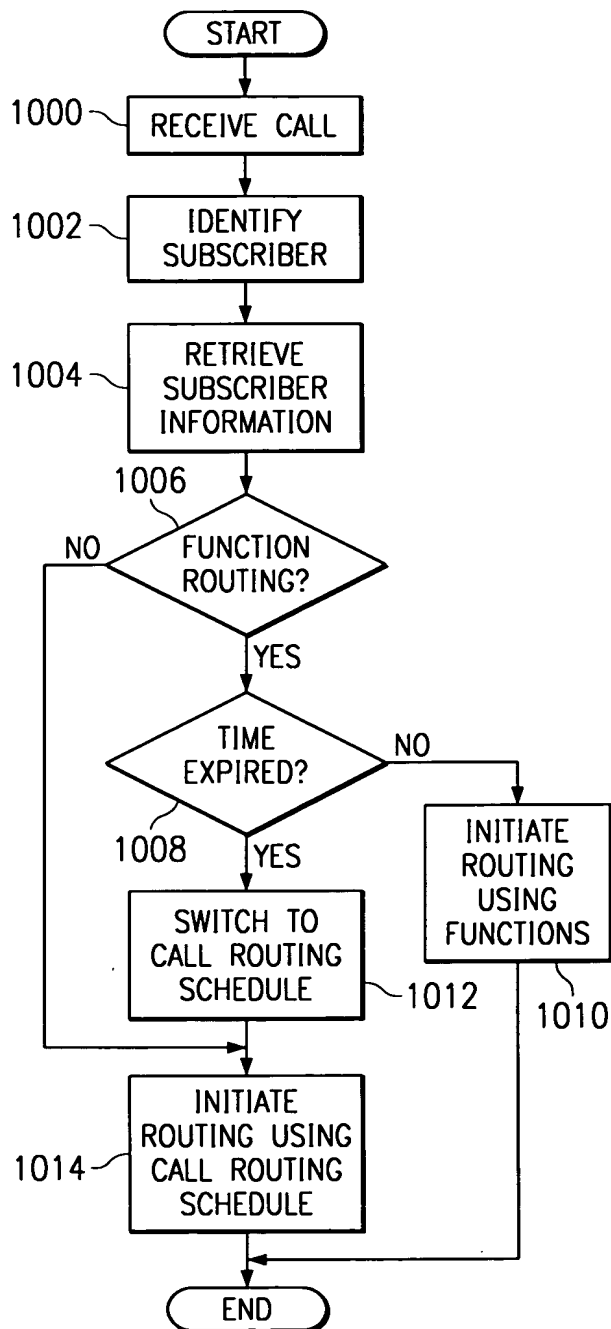 START
1000
RECEIVE CALL
1002
IDENTIFY
SUBSCRIBER
1004
RETRIEVE
SUBSCRIBER
INFORMATION
1006
NO
FUNCTION
ROUTING?
YES
TIME
EXPIRED?
NO
1008
YES
INITIATE
ROUTING
USING
FUNCTIONS
1010
SWITCH TO
CALL ROUTING
SCHEDULE
1012
INITIATE
ROUTING USING
CALL ROUTING
SCHEDULE
1014
END